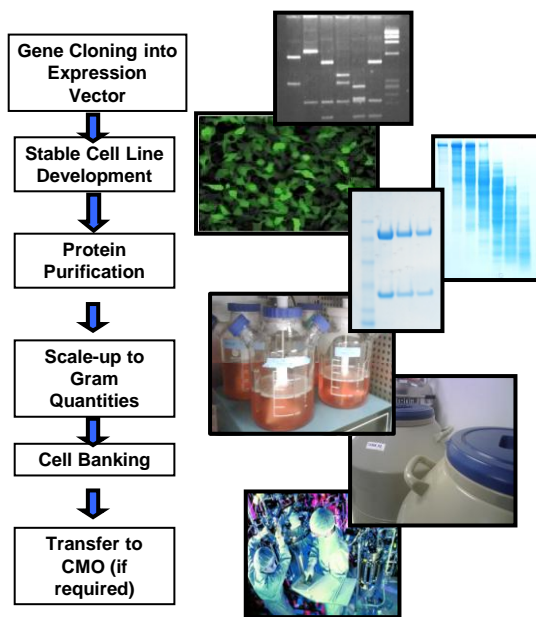 Gene Cloning into
Expression
Vector
Stable Cell Line
Development
Protein
Purification
Scale-up to
Gram
Quantities
Cell Banking
Transfer to
CMO (if
required)